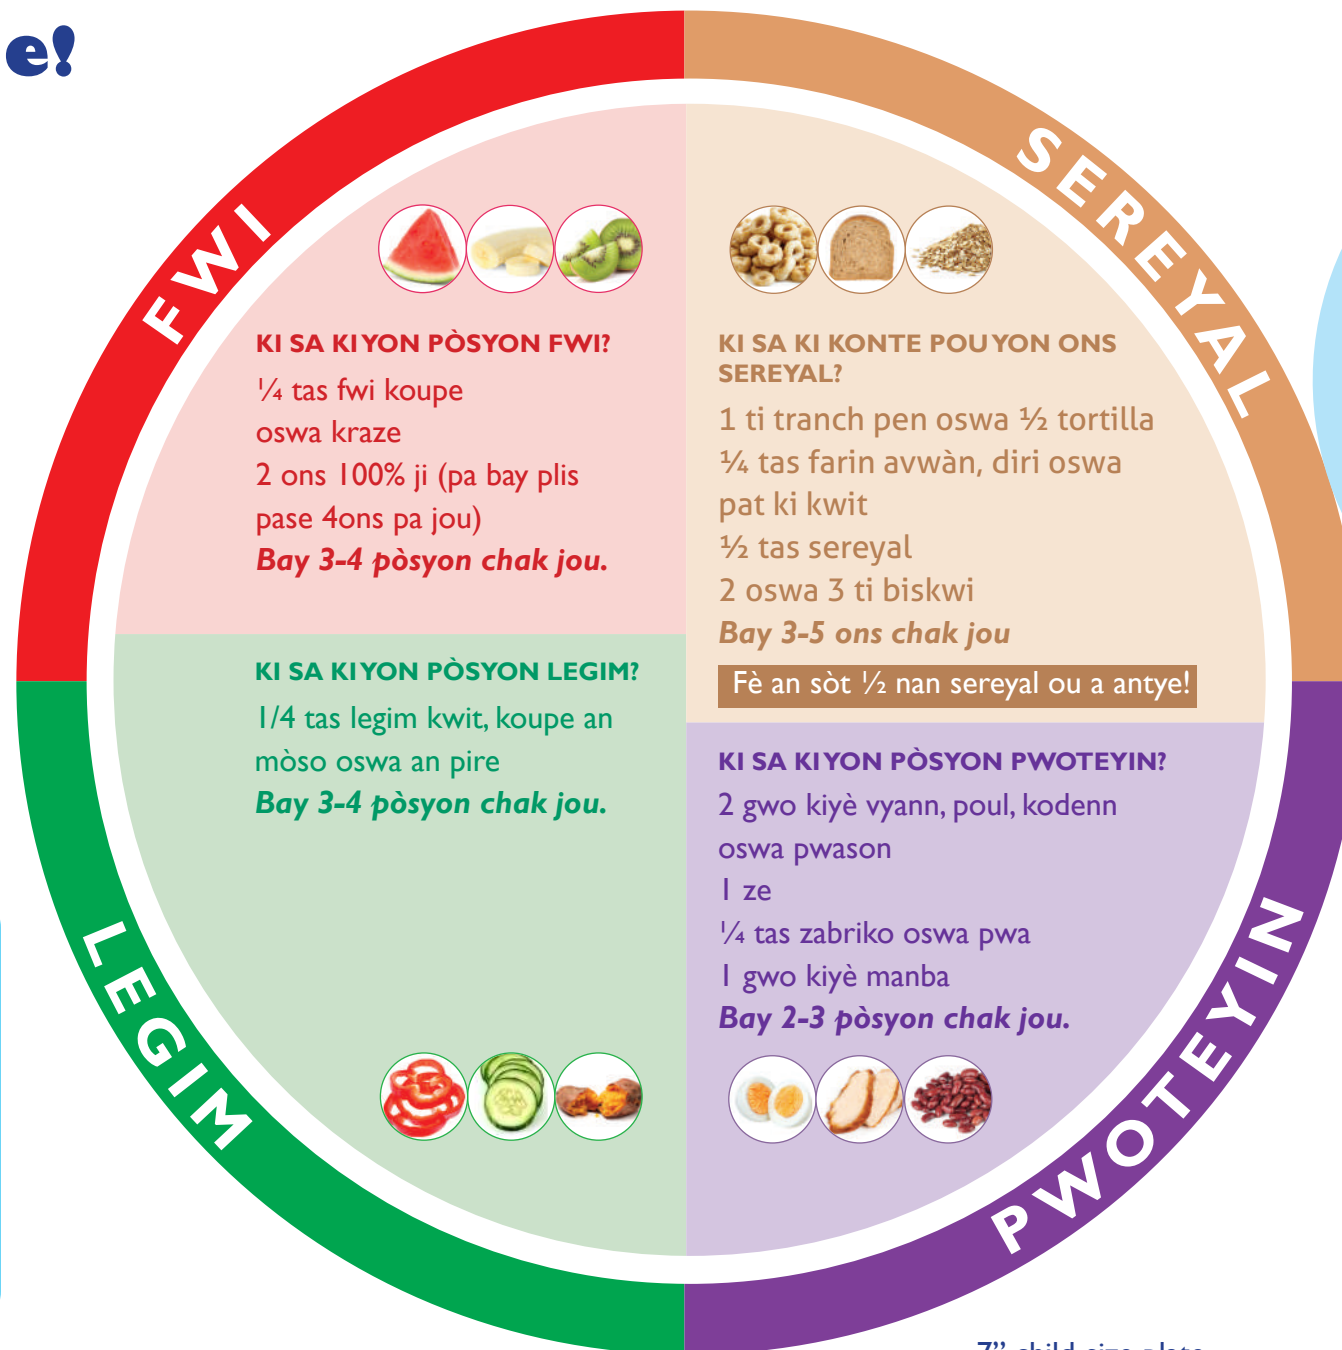 e!
FWI
SEREYAL
KI SA KI YON PÒSYON FWI?
¼ tas fwi koupe
oswa kraze
2 ons 100% ji (pa bay plis
pase 4ons pa jou)
Bay 3-4 pòsyon chak jou.
KI SA KI KONTE POU YON ONS
SEREYAL?
1 ti tranch pen oswa ½ tortilla
¼ tas farin avwàn, diri oswa
pat ki kwit
½ tas sereyal
2 oswa 3 ti biskwi
Bay 3-5 ons chak jou
Fè an sòt ½ nan sereyal ou a antye!
KI SA KI YON PÒSYON LEGIM?
1/4 tas legim kwit, koupe an
mòso oswa an pire
Bay 3-4 pòsyon chak jou.
KI SA KI YON PÒSYON PWOTEYIN?
2 gwo kiyè vyann, poul, kodenn
oswa pwason
1 ze
¼ tas zabriko oswa pwa
1 gwo kiyè manba
Bay 2-3 pòsyon chak jou.
LEGIM
PWOTEYIN
7” child size plate